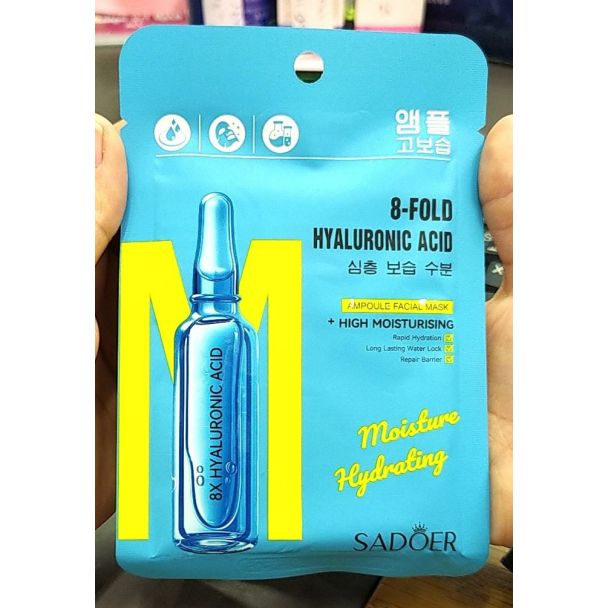 앰플
고보습
8-FOLD
HYALURONIC ACID
심층 보습 수분
AMPOULE FACIAL MASK
+ HIGH MOISTURISING
Rapid Hydration
Long Lasting Water Lock
Repair Barrier
M
8X HYALURONIC ACID
Moisture
Hydrating
SADOER